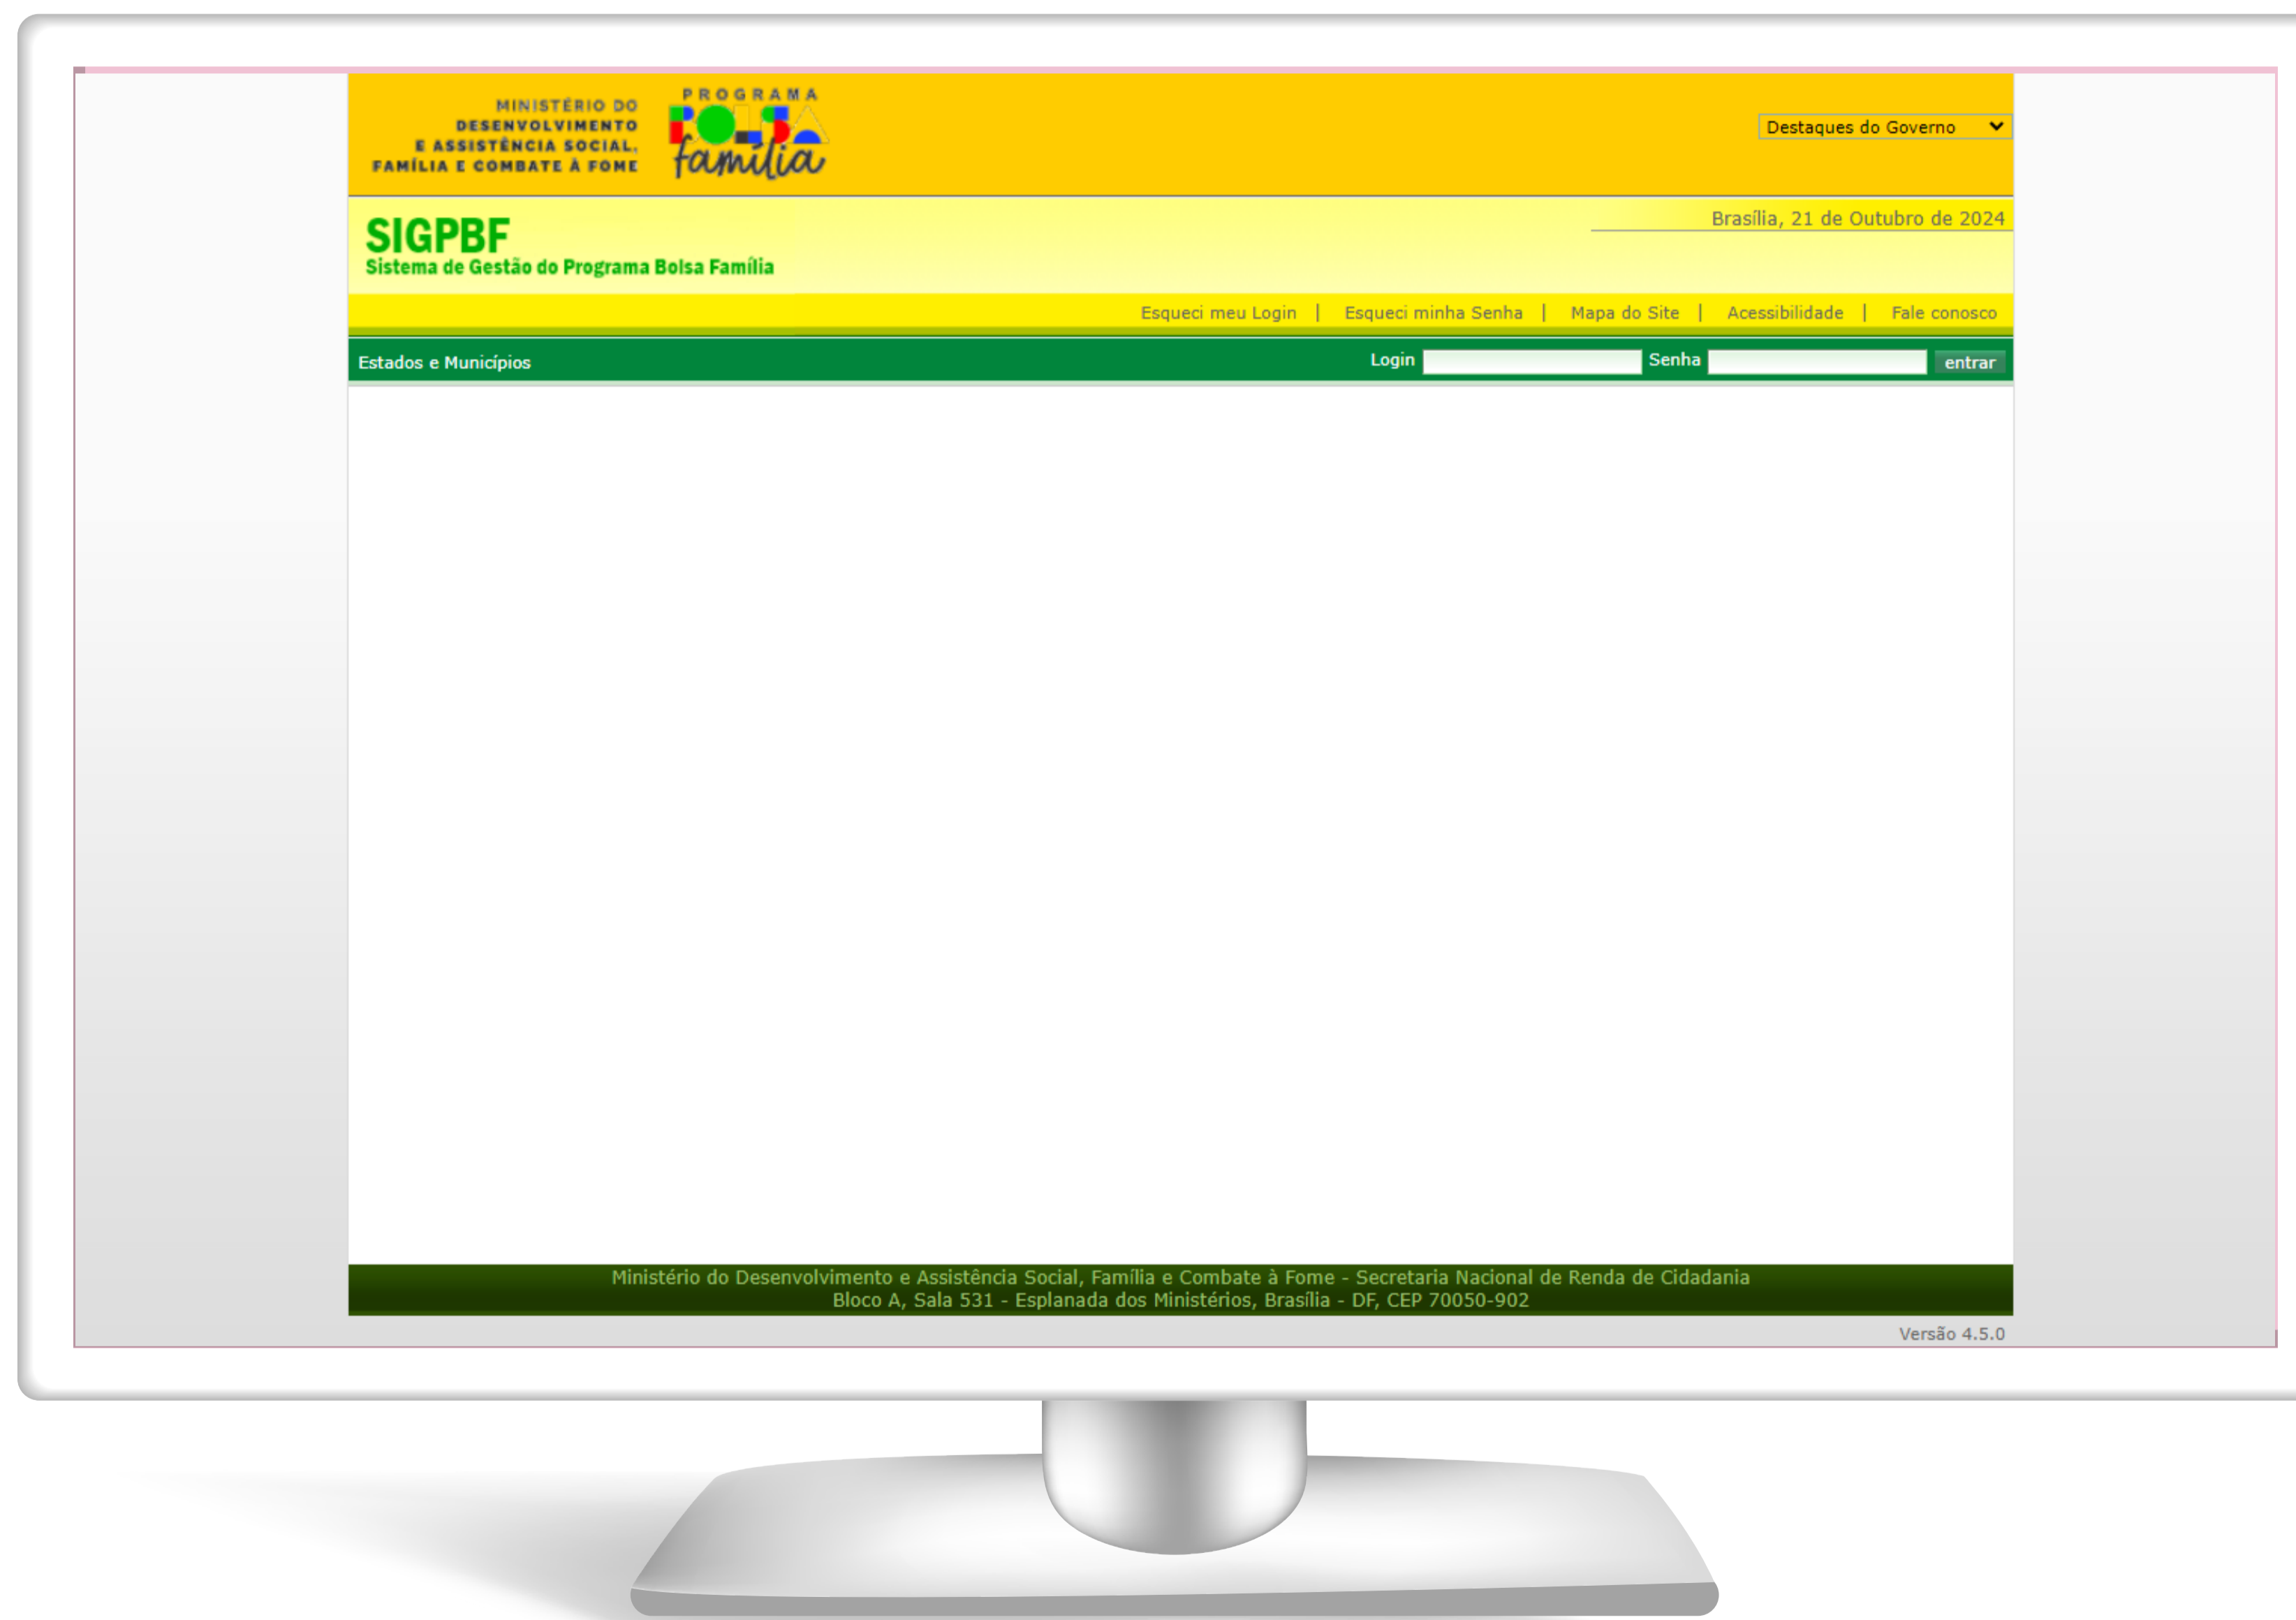 MINISTÉRIO DO
DESENVOLVIMENTO
E ASSISTÊNCIA SOCIAL,
FAMÍLIA E COMBATE À FOME
PROGRAMA
BOLSA
família
Destaques do Governo
SIGPBF
Sistema de Gestão do Programa Bolsa Família
Brasília, 21 de Outubro de 2024
Esqueci meu Login | Esqueci minha Senha | Mapa do Site | Acessibilidade | Fale conosco
Estados e Municípios Login Senha entrar
Ministério do Desenvolvimento e Assistência Social, Família e Combate à Fome - Secretaria Nacional de Renda de Cidadania
Bloco A, Sala 531 - Esplanada dos Ministérios, Brasília - DF, CEP 70050-902
Versão 4.5.0